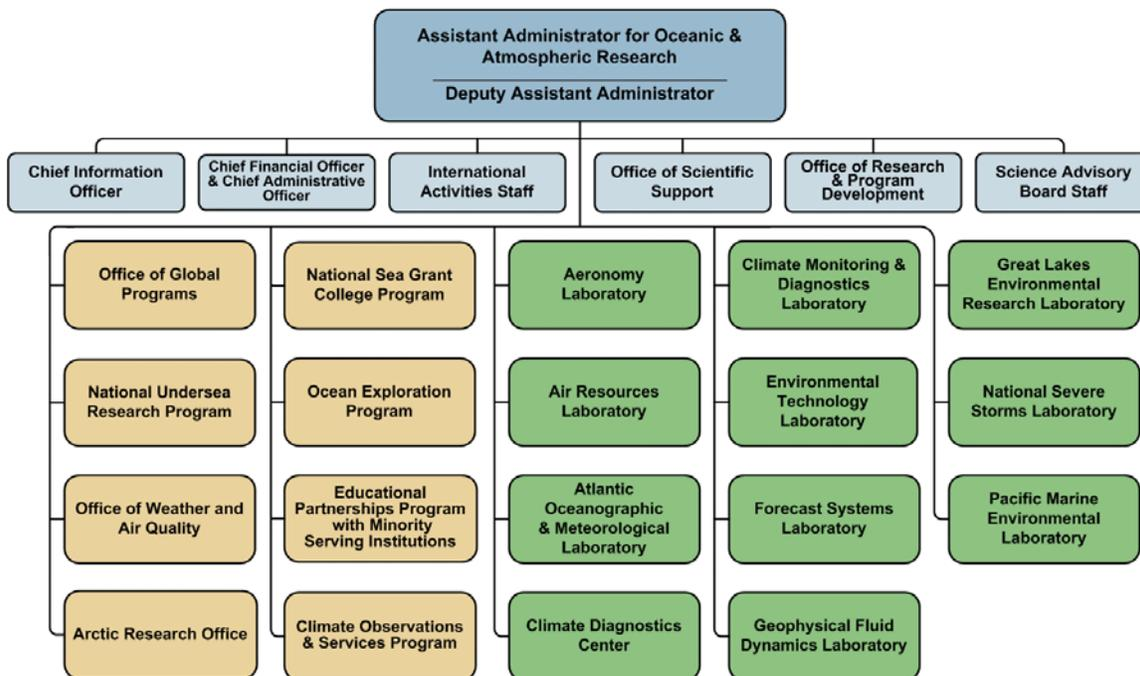 Assistant Administrator for Oceanic &
Atmospheric Research
Deputy Assistant Administrator
Chief Information
Officer
Chief Financial Officer
& Chief Administrative
Officer
International
Activities Staff
Office of Scientific
Support
Office of Research
& Program
Development
Science Advisory
Board Staff
Office of Global
Programs
National Sea Grant
College Program
Aeronomy
Laboratory
Climate Monitoring &
Diagnostics
Laboratory
Great Lakes
Environmental
Research Laboratory
National Undersea
Research Program
Ocean Exploration
Program
Air Resources
Laboratory
Environmental
Technology
Laboratory
National Severe
Storms Laboratory
Office of Weather and
Air Quality
Educational
Partnerships Program
with Minority
Serving Institutions
Atlantic
Oceanographic
& Meteorological
Laboratory
Forecast Systems
Laboratory
Pacific Marine
Environmental
Laboratory
Arctic Research Office
Climate Observations
& Services Program
Climate Diagnostics
Center
Geophysical Fluid
Dynamics Laboratory